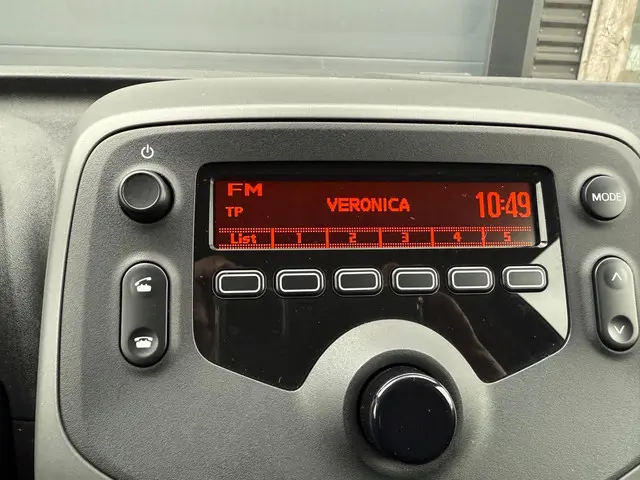 FM
TP
VERONICA
10:49
List 1 2 3 4 5
MODE